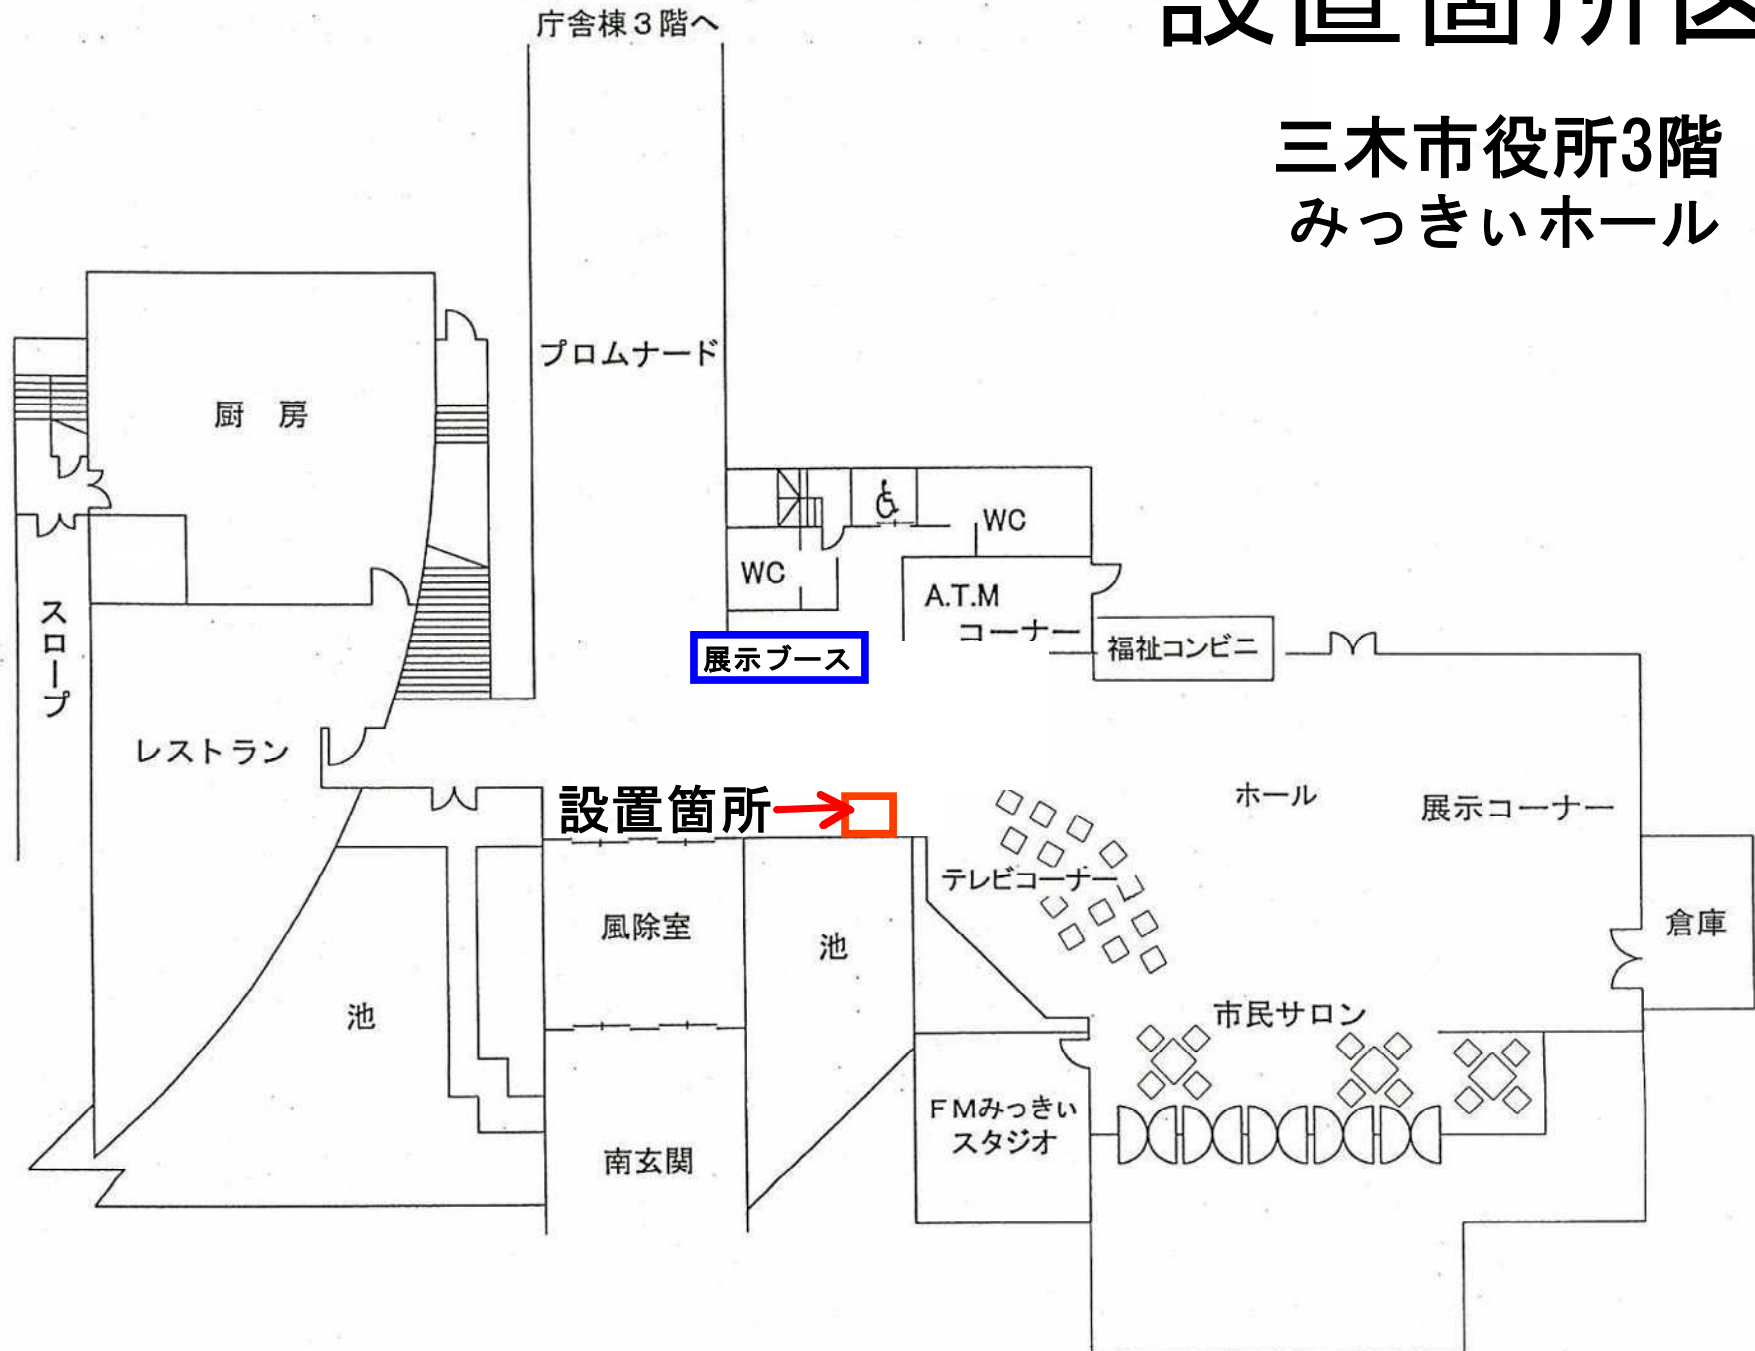 庁舎棟3階へ
設置箇所図
三木市役所3階
みっきぃホール
プロムナード
厨 房
WC
WC
A.T.M
コーナー
スロープ
展示ブース
福祉コンビニ
レストラン
設置箇所
ホール
展示コーナー
テレビコーナー
風除室
池
倉庫
池
市民サロン
FMみっきぃ
スタジオ
南玄関